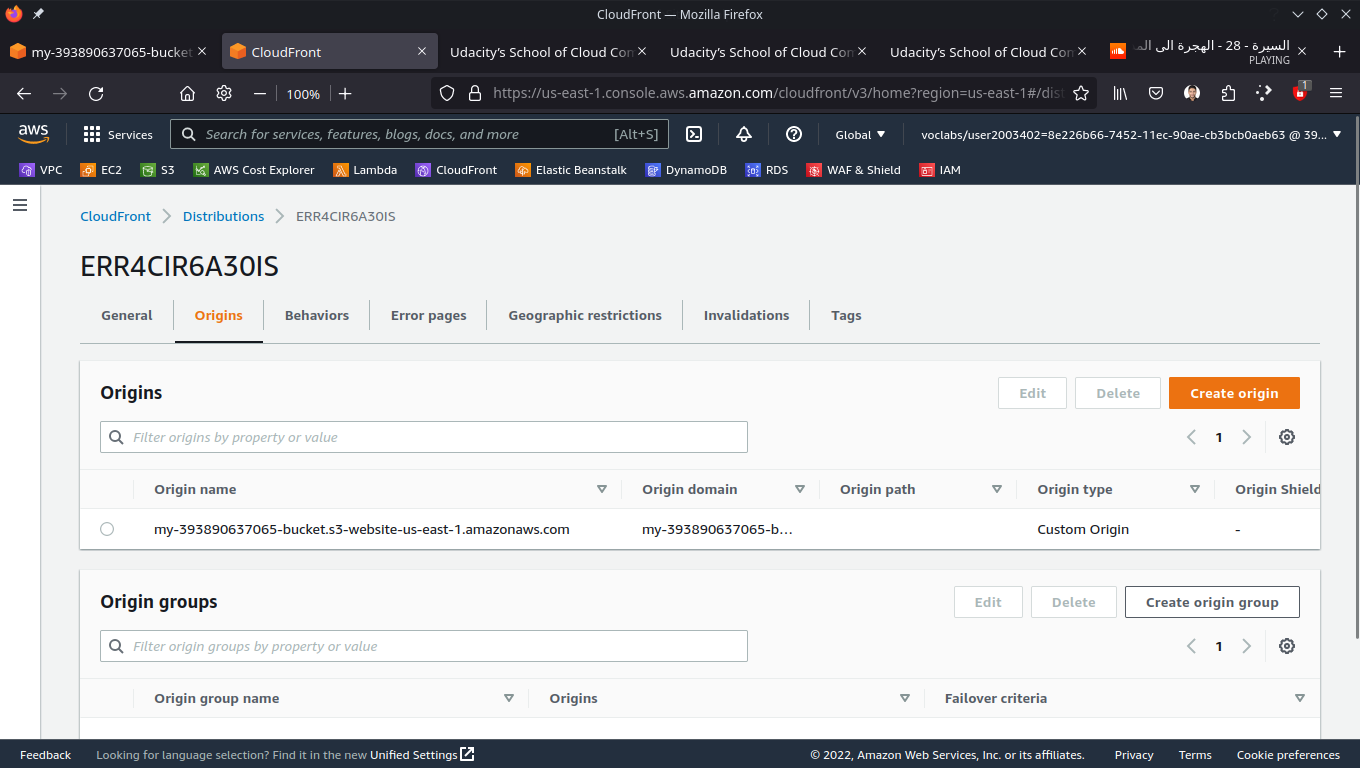 CloudFront — Mozilla Firefox
my-393890637065-bucket
CloudFront
Udacity's School of Cloud Con
Udacity's School of Cloud Con
Udacity's School of Cloud Con
السيرة - 28 - الهجرة الى
PLAYING
100%
https://us-east-1.console.aws.amazon.com/cloudfront/v3/home?region=us-east-1#/dist
1
aws
Services
Search for services, features, blogs, docs, and more
[Alt+S]
Global
voclabs/user2003402=8e226b66-7452-11ec-90ae-cb3bcb0aeb63 @ 39...
VPC
EC2
S3
AWS Cost Explorer
Lambda
CloudFront
Elastic Beanstalk
DynamoDB
RDS
WAF & Shield
IAM
CloudFront
Distributions
ERR4CIR6A30IS
ERR4CIR6A30IS
General
Origins
Behaviors
Error pages
Geographic restrictions
Invalidations
Tags
Origins
Edit
Delete
Create origin
Filter origins by property or value
1
Origin name
Origin domain
Origin path
Origin type
Origin Shield
my-393890637065-bucket.s3-website-us-east-1.amazonaws.com
my-393890637065-b...
Custom Origin
-
Origin groups
Edit
Delete
Create origin group
Filter origin groups by property or value
1
Origin group name
Origins
Failover criteria
Feedback
Looking for language selection? Find it in the new Unified Settings
© 2022, Amazon Web Services, Inc. or its affiliates.
Privacy
Terms
Cookie preferences